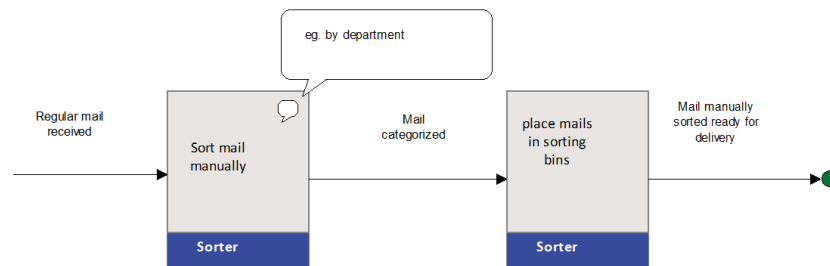 eg. by department
Regular mail
received
Sort mail
manually
Sorter
Mail
categorized
place mails
in sorting
bins
Sorter
Mail manually
sorted ready for
delivery